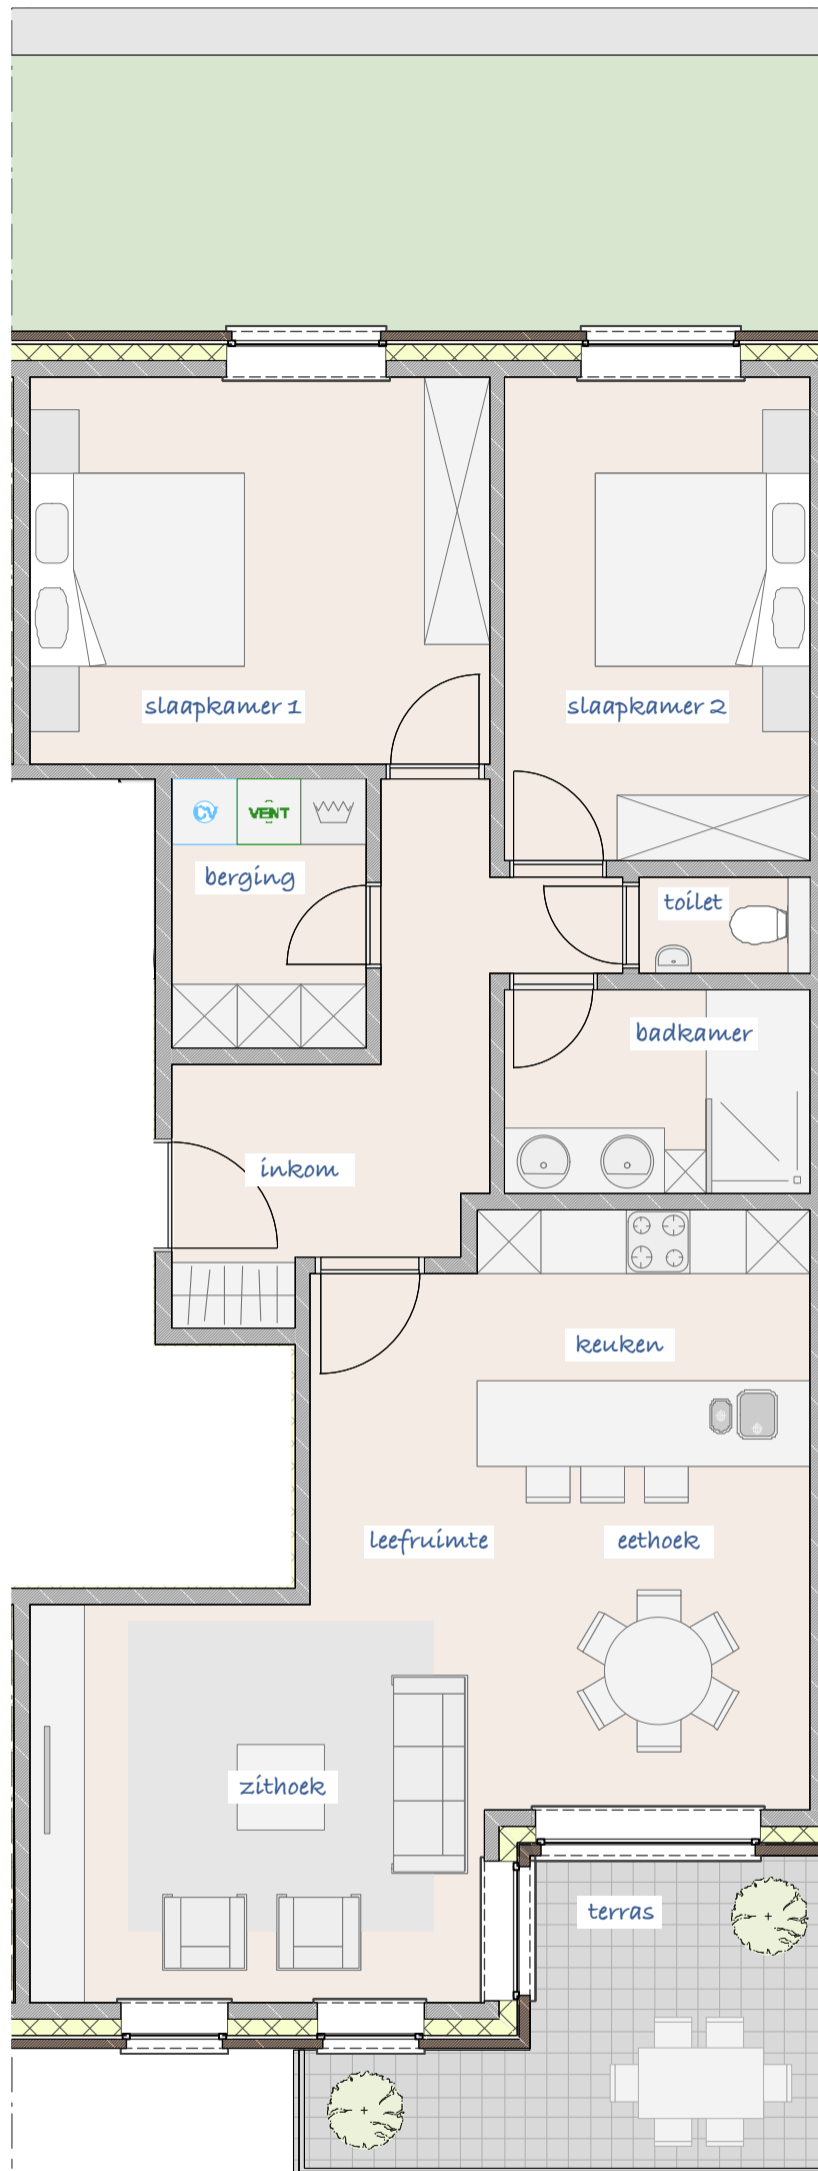 slaapkamer 1
slaapkamer 2
CV
VENT
berging
toilet
badkamer
inkom
keuken
leefruimte
eethoek
zithoek
terras